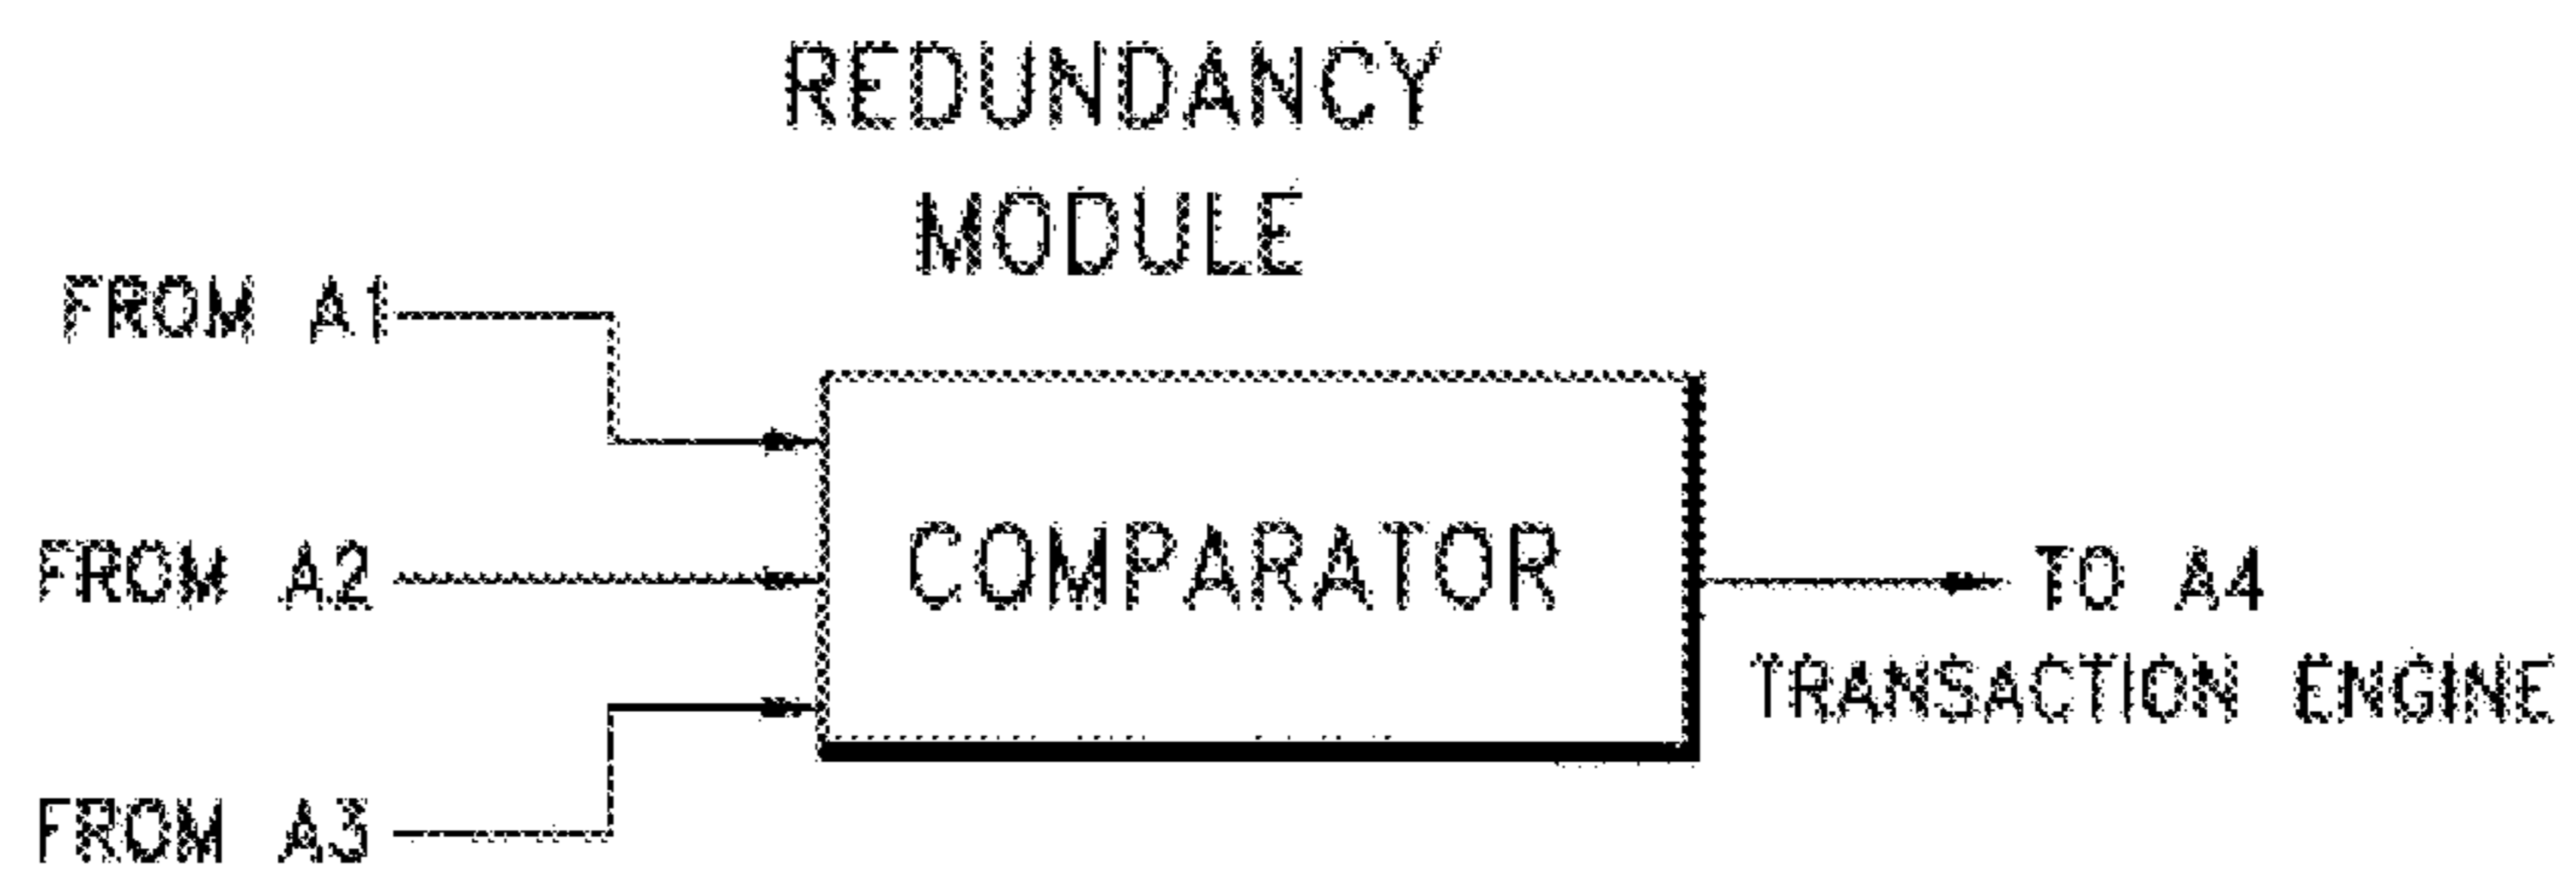 REDUNDANCY
MODULE
FROM A1
FROM A2
FROM A3
COMPARATOR
TO A4
TRANSACTION ENGINE